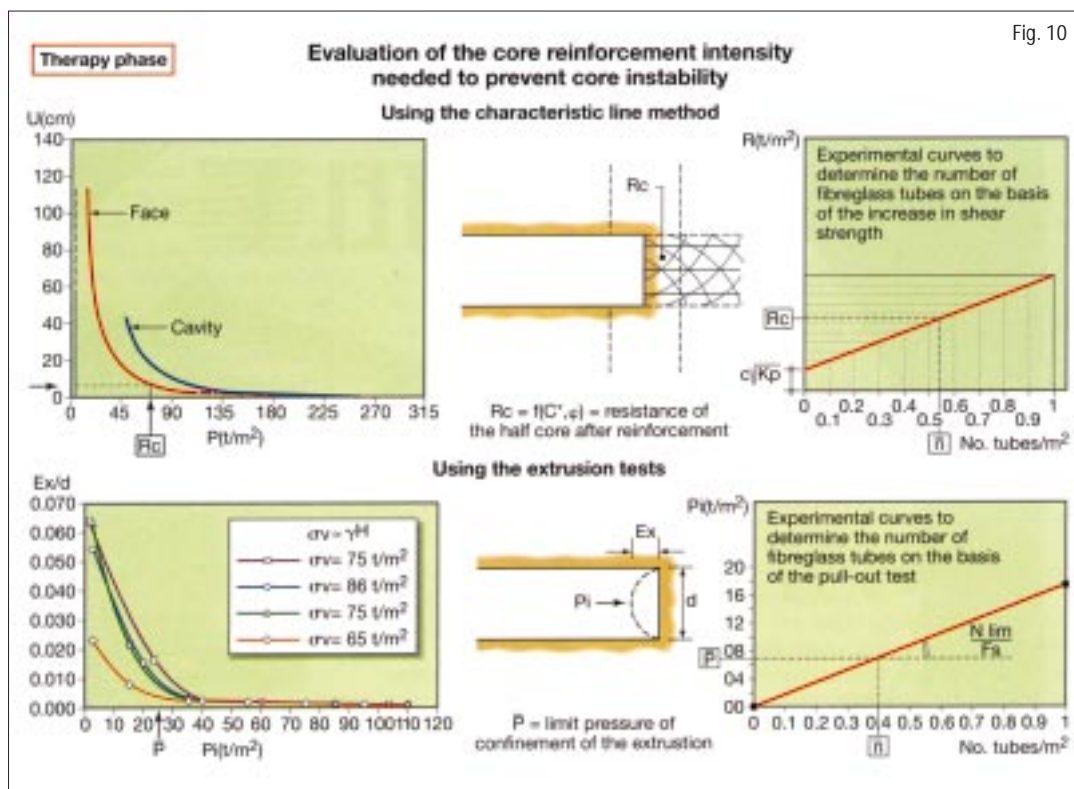 Fig. 10
Therapy phase
Evaluation of the core reinforcement intensity
needed to prevent core instability
Using the characteristic line method
U(cm)
140
120
100
80
60
40
20
0
Face
Cavity
0 45 90 135 180 225 270 315
P(t/m²)
Rc
Rc
Rc = f(C*,φ) = resistance of
the half core after reinforcement
R(t/m²)
Experimental curves to
determine the number of
fibreglass tubes on the basis
of the increase in shear
strength
Rc
c√Kp
0 0.2 0.4 0.6 0.8 1
0.1 0.3 0.5 0.7 0.9
n̄ No. tubes/m²
Using the extrusion tests
Ex/d
0.070
0.060
0.050
0.040
0.030
0.020
0.010
0.000
σv = γH
σv= 75 t/m²
σv= 86 t/m²
σv= 75 t/m²
σv= 65 t/m²
0 10 20 30 40 50 60 70 80 90 100 110 120
P̄ Pi(t/m²)
Ex
Pi
d
P̄ = limit pressure of
confinement of the extrustion
Pi(t/m²)
Experimental curves to
determine the number of
fibreglass tubes on the basis
of the pull-out test
20
20
16
12
08
04
00
P̄
N lim
Fs
0 0.1 0.2 0.3 0.4 0.5 0.6 0.7 0.8 0.9 1
n̄ No. tubes/m²